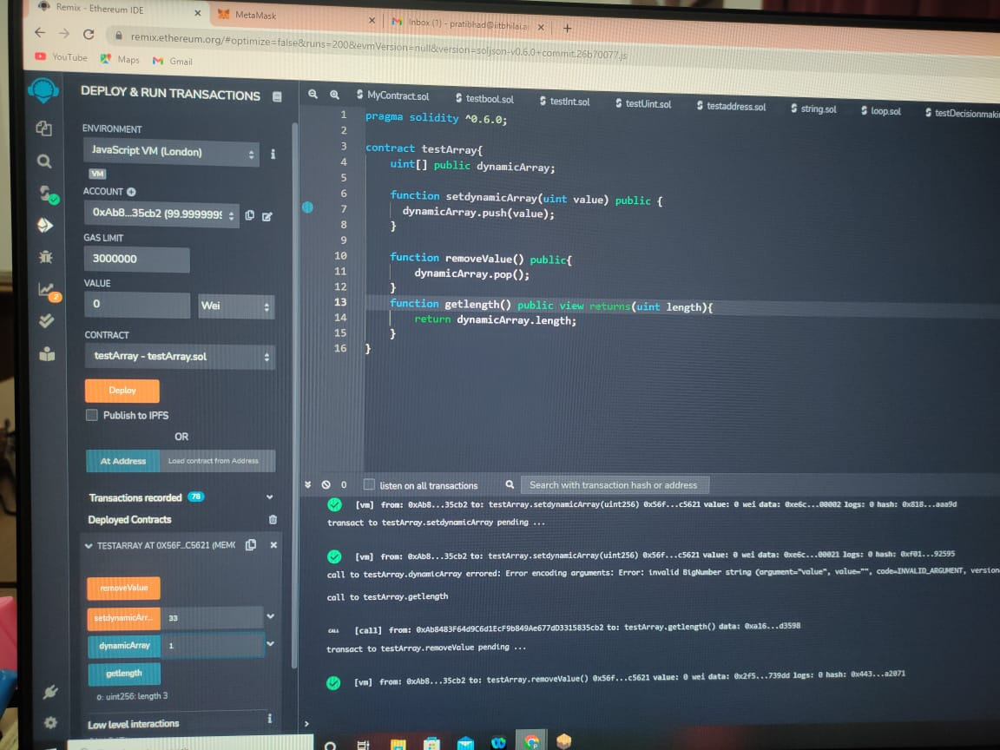 Remix - Ethereum IDE
MetaMask
Inbox (1) - pratibhad@iitbhilai.a
remix.ethereum.org/#optimize=false&runs=200&evmVersion=null&version=soljson-v0.6.0+commit.26b70077.js
YouTube
Maps
Gmail
DEPLOY & RUN TRANSACTIONS
ENVIRONMENT
JavaScript VM (London)
VM
ACCOUNT
0xAb8...35cb2 (99.9999999
GAS LIMIT
3000000
VALUE
0
Wei
CONTRACT
testArray - testArray.sol
Deploy
Publish to IPFS
OR
At Address
Load contract from Address
Transactions recorded 78
Deployed Contracts
TESTARRAY AT 0X56F...C5621 (MEMO
removeValue
setdynamicArr... 33
dynamicArray 1
getlength
0: uint256: length 3
Low level interactions
2
MyContract.sol
testbool.sol
testInt.sol
testUint.sol
testaddress.sol
string.sol
loop.sol
testDecisionmaki
1 pragma solidity ^0.6.0;
2
3 contract testArray{
4 uint[] public dynamicArray;
5
6 function setdynamicArray(uint value) public {
7 dynamicArray.push(value);
8 }
9
10 function removeValue() public{
11 dynamicArray.pop();
12 }
13 function getlength() public view returns(uint length){
14 return dynamicArray.length;
15 }
16 }
0
listen on all transactions
Search with transaction hash or address
[vm] from: 0xAb8...35cb2 to: testArray.setdynamicArray(uint256) 0x56f...c5621 value: 0 wei data: 0xe6c...00002 logs: 0 hash: 0x818...aaa9d
transact to testArray.setdynamicArray pending ...
[vm] from: 0xAb8...35cb2 to: testArray.setdynamicArray(uint256) 0x56f...c5621 value: 0 wei data: 0xe6c...00021 logs: 0 hash: 0xf01...92595
call to testArray.dynamicArray errored: Error encoding arguments: Error: invalid BigNumber string (argument="value", value="", code=INVALID_ARGUMENT, version
call to testArray.getlength
CALL [call] from: 0xAb8483F64d9C6d1EcF9b849Ae677dD3315835cb2 to: testArray.getlength() data: 0xa16...d3598
transact to testArray.removeValue pending ...
[vm] from: 0xAb8...35cb2 to: testArray.removeValue() 0x56f...c5621 value: 0 wei data: 0x2f5...739dd logs: 0 hash: 0x443...a2071